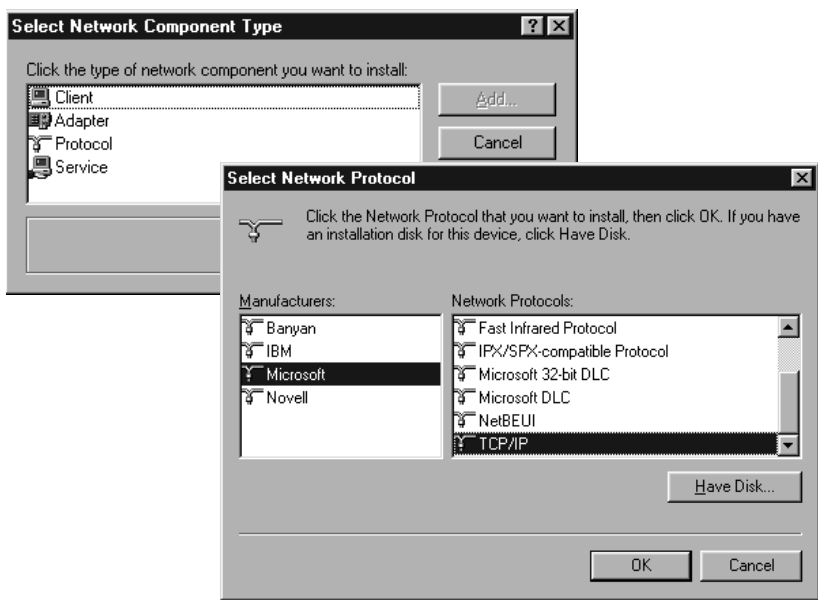 Select Network Component Type
Click the type of network component you want to install:
Client
Adapter
Protocol
Service
Add...
Cancel
Select Network Protocol
Click the Network Protocol that you want to install, then click OK. If you have
an installation disk for this device, click Have Disk.
Manufacturers:
Banyan
IBM
Microsoft
Novell
Network Protocols:
Fast Infrared Protocol
IPX/SPX-compatible Protocol
Microsoft 32-bit DLC
Microsoft DLC
NetBEUI
TCP/IP
Have Disk...
OK
Cancel